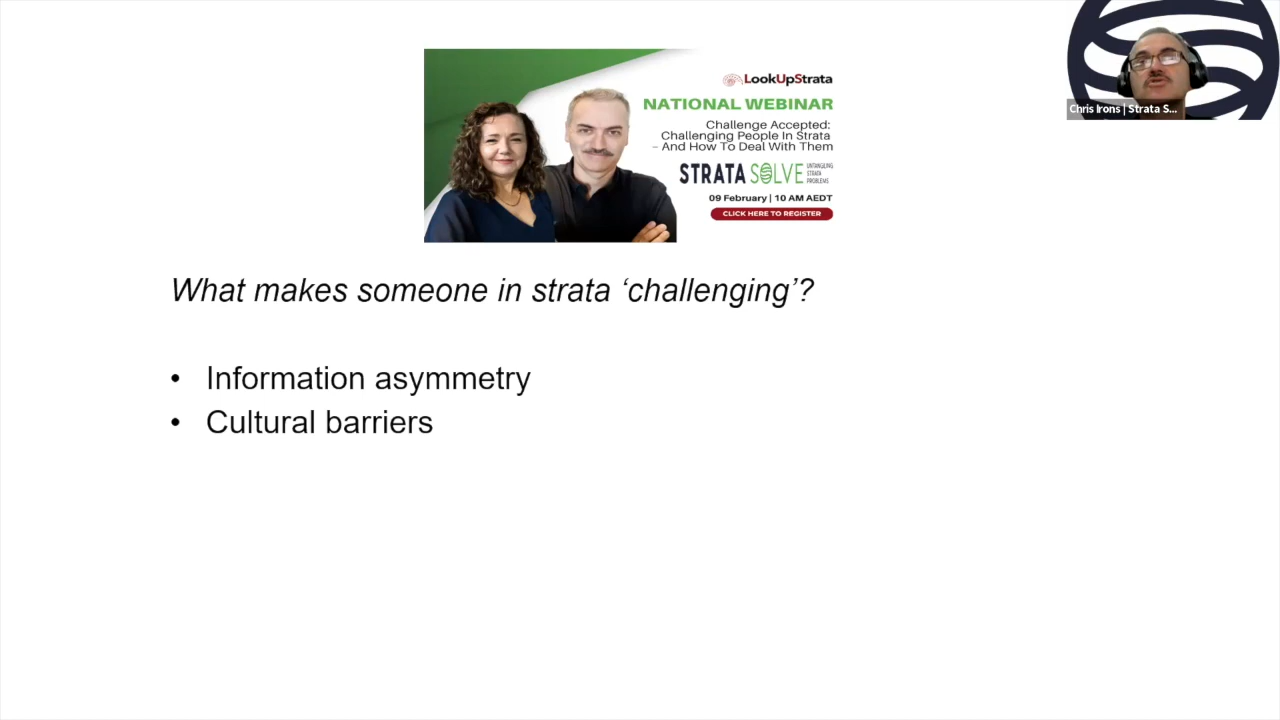 LookUpStrata
NATIONAL WEBINAR
Challenge Accepted:
Challenging People In Strata
– And How To Deal With Them
STRATA SOLVE UNTANGLING STRATA PROBLEMS
09 February | 10 AM AEDT
CLICK HERE TO REGISTER
Chris Irons | Strata S...
What makes someone in strata ‘challenging’?
• Information asymmetry
• Cultural barriers